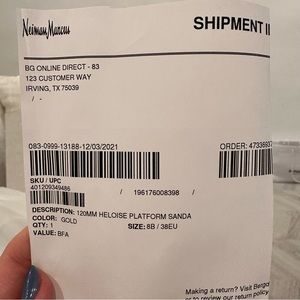 Neiman Marcus
SHIPMENT
BG ONLINE DIRECT - 83
123 CUSTOMER WAY
IRVING, TX 75039
/ -
083-0999-13188-12/03/2021
ORDER: 4733693
SKU / UPC
401209349486 / 196176008398 /
DESCRIPTION: 120MM HELOISE PLATFORM SANDA
COLOR: GOLD
QTY: 1 SIZE: 8B / 38EU
VALUE: BFA
Making a return? Visit Bergd
or to see our return policy